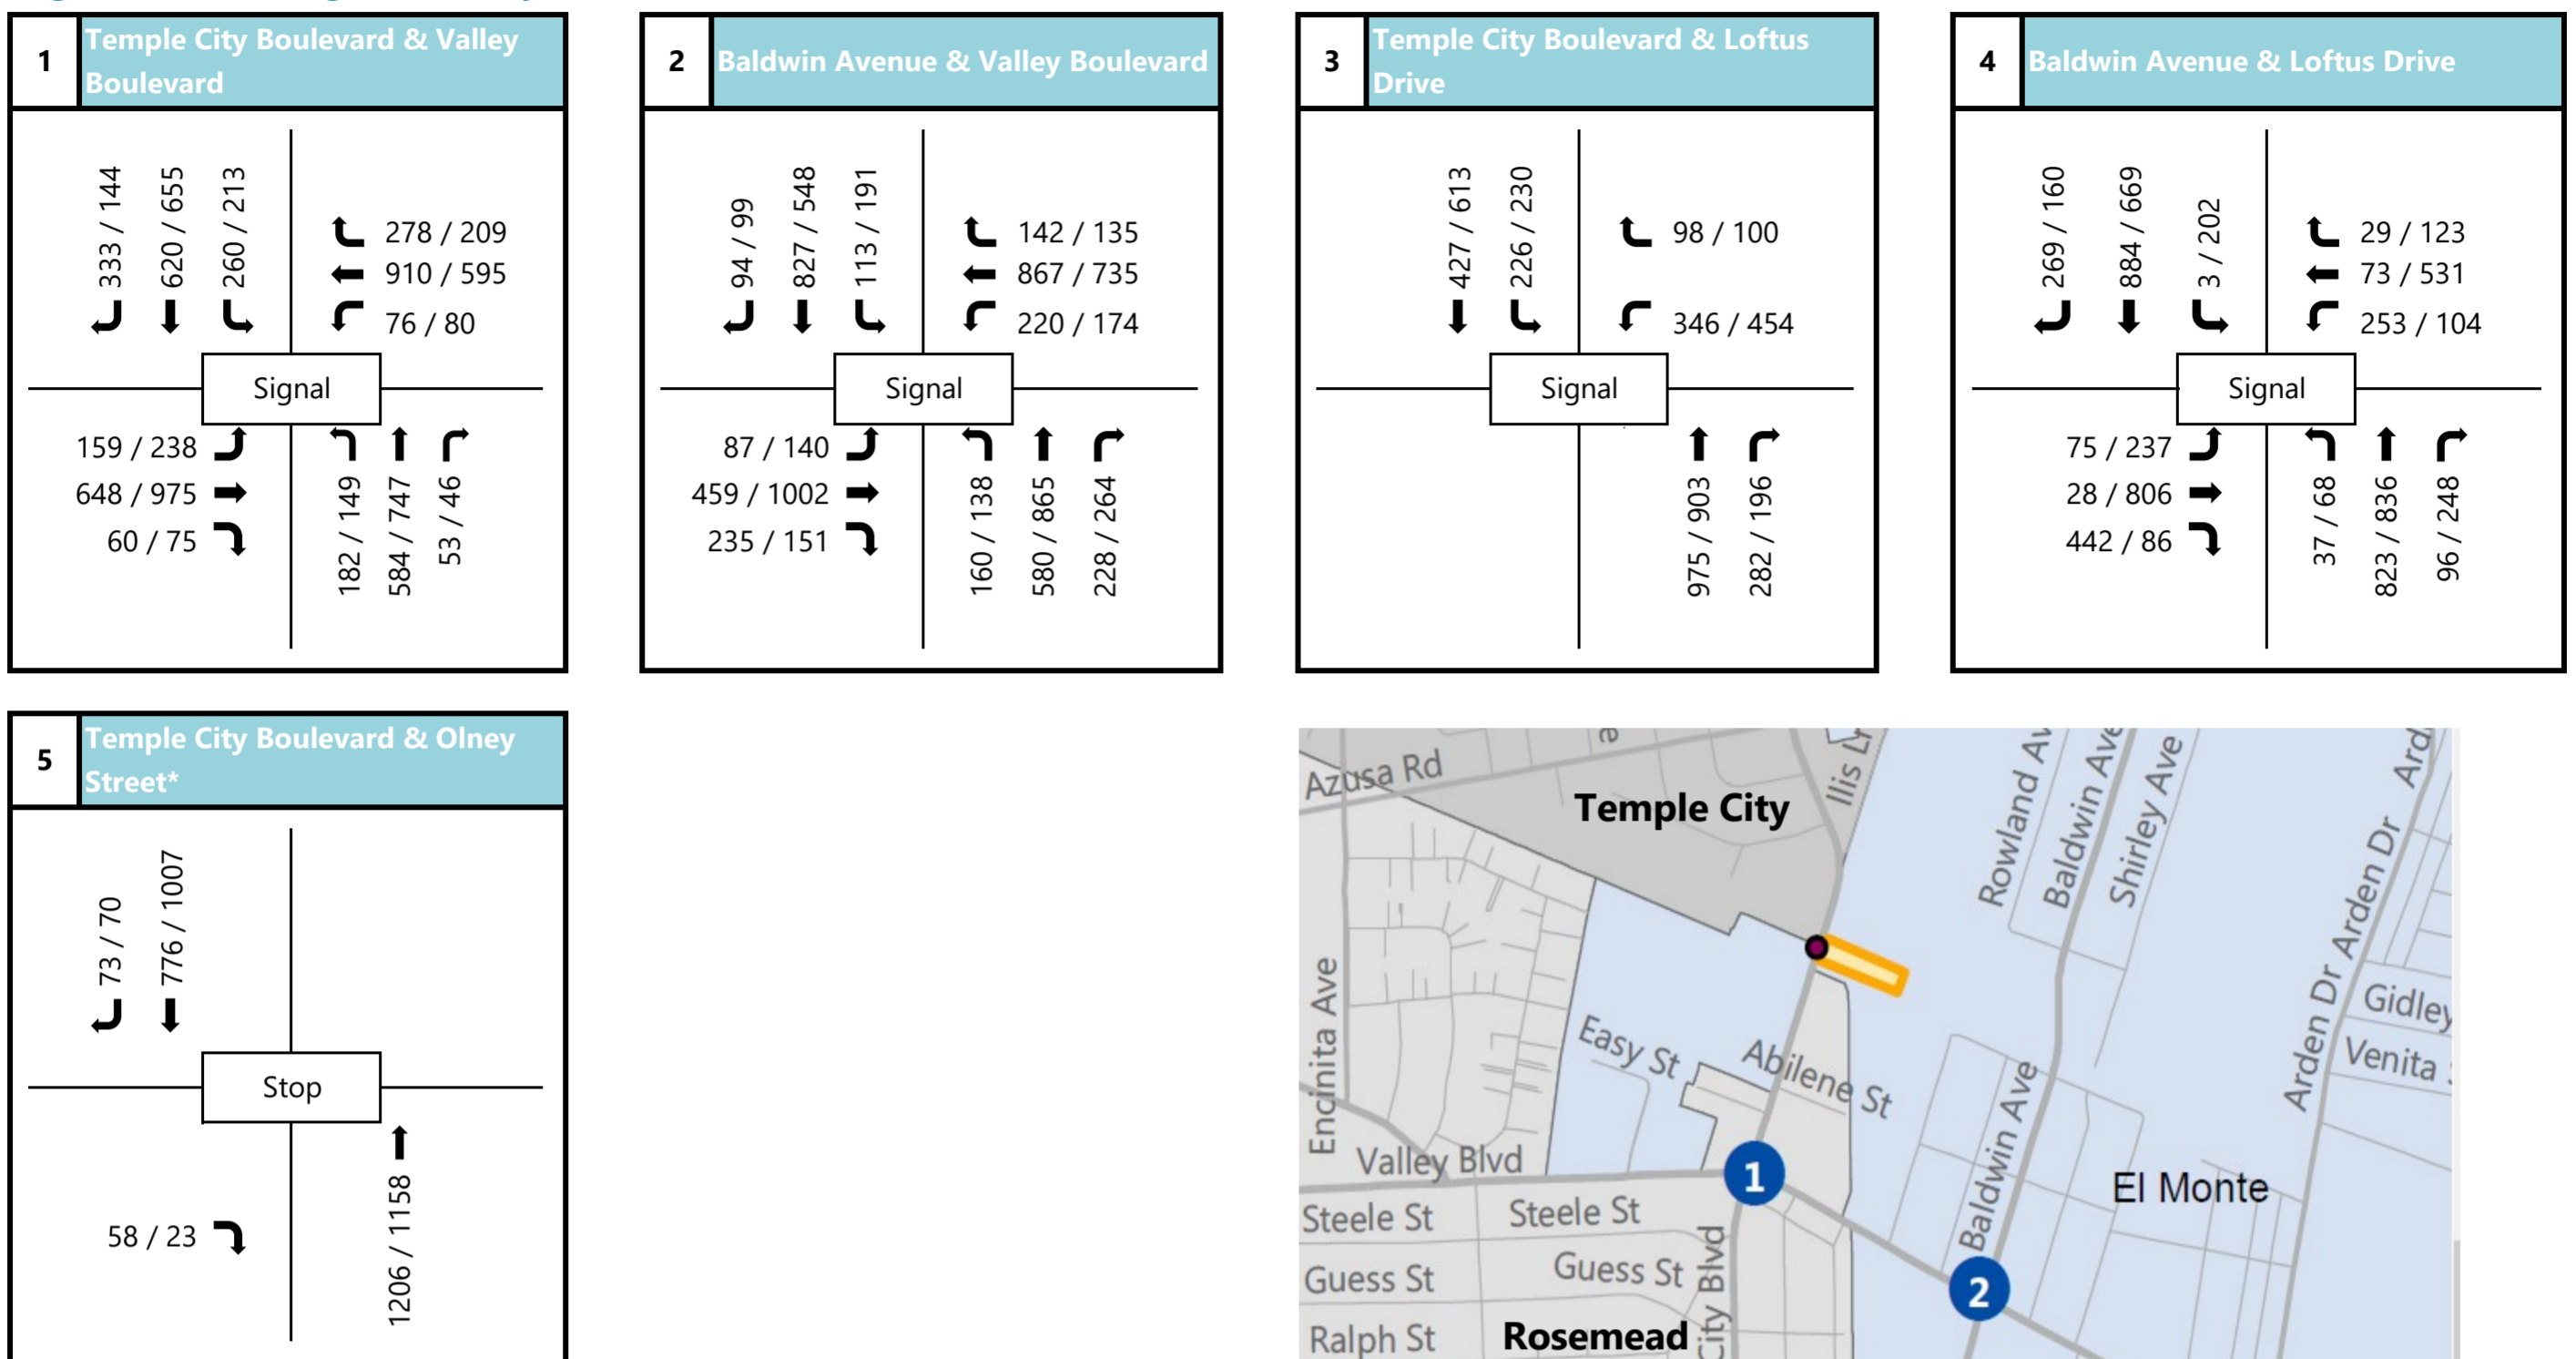 1
Temple City Boulevard & Valley
Boulevard
333 / 144
620 / 655
260 / 213
278 / 209
910 / 595
76 / 80
Signal
159 / 238
648 / 975
60 / 75
182 / 149
584 / 747
53 / 46
2
Baldwin Avenue & Valley Boulevard
94 / 99
827 / 548
113 / 191
142 / 135
867 / 735
220 / 174
Signal
87 / 140
459 / 1002
235 / 151
160 / 138
580 / 865
228 / 264
3
Temple City Boulevard & Loftus
Drive
427 / 613
226 / 230
98 / 100
346 / 454
Signal
975 / 903
282 / 196
4
Baldwin Avenue & Loftus Drive
269 / 160
884 / 669
3 / 202
29 / 123
73 / 531
253 / 104
Signal
75 / 237
28 / 806
442 / 86
37 / 68
823 / 836
96 / 248
5
Temple City Boulevard & Olney
Street*
73 / 70
776 / 1007
Stop
58 / 23
1206 / 1158
Azusa Rd
Temple City
Rowland Av
Baldwin Ave
Shirley Ave
Arden Dr
Ard
Arden Dr
Gidley
Venita
Encinita Ave
Easy St
Abilene St
Baldwin Ave
Valley Blvd
1
El Monte
Steele St
Steele St
2
Guess St
Guess St
City Blvd
Ralph St
Rosemead